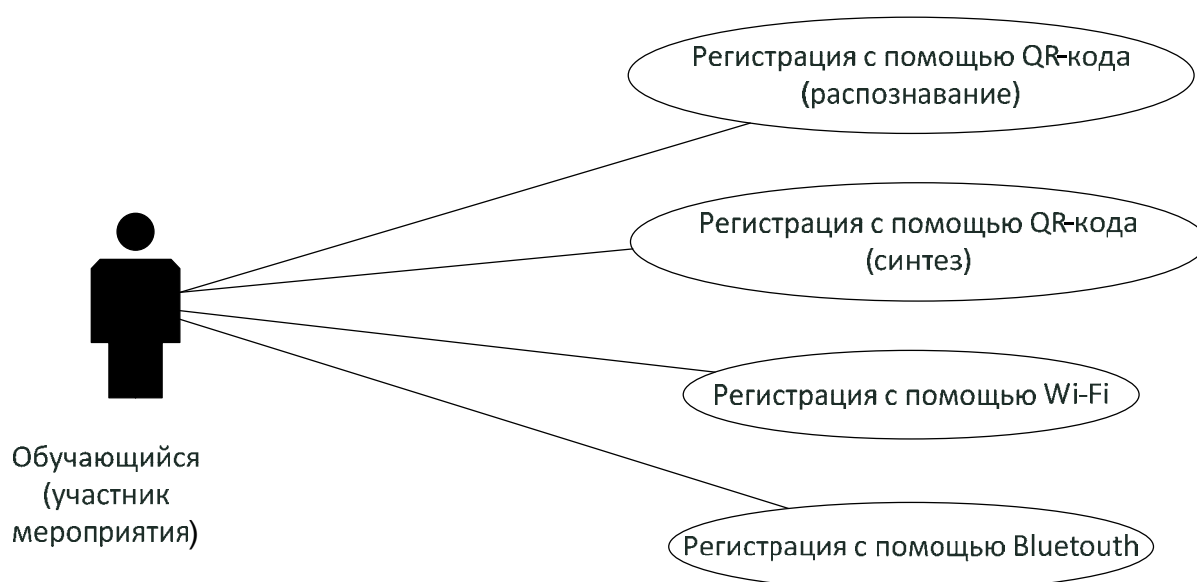 Регистрация с помощью QR-кода
(распознавание)
Регистрация с помощью QR-кода
(синтез)
Регистрация с помощью Wi-Fi
Обучающийся
(участник
мероприятия)
Регистрация с помощью Bluetouth